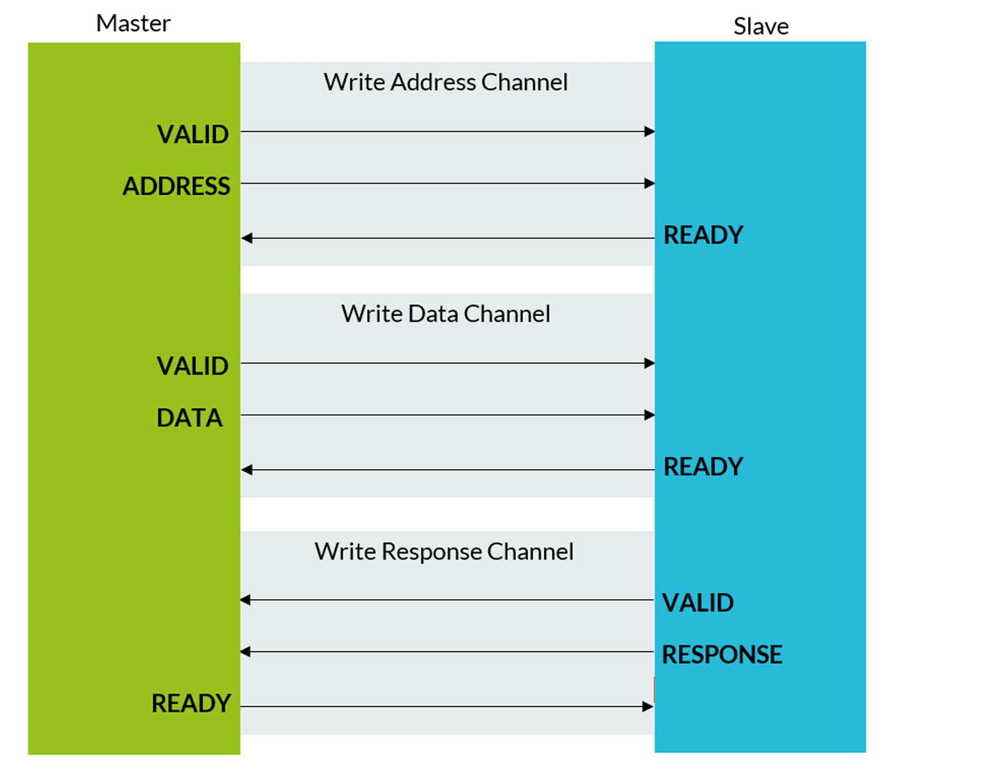 Master
Slave
Write Address Channel
VALID
ADDRESS
READY
Write Data Channel
VALID
DATA
READY
Write Response Channel
VALID
RESPONSE
READY